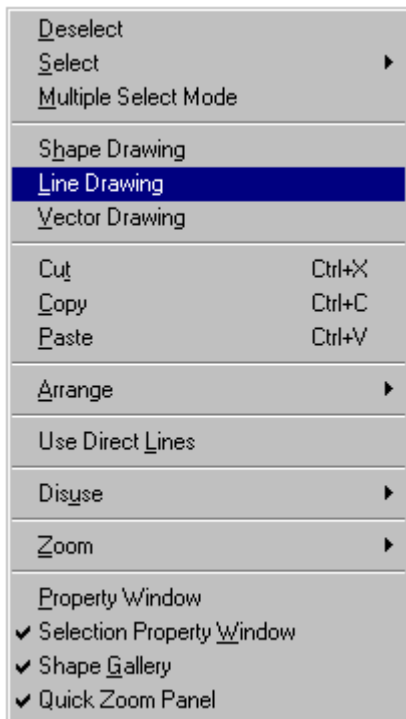 Deselect
Select
Multiple Select Mode
Shape Drawing
Line Drawing
Vector Drawing
Cut Ctrl+X
Copy Ctrl+C
Paste Ctrl+V
Arrange
Use Direct Lines
Disuse
Zoom
Property Window
Selection Property Window
Shape Gallery
Quick Zoom Panel